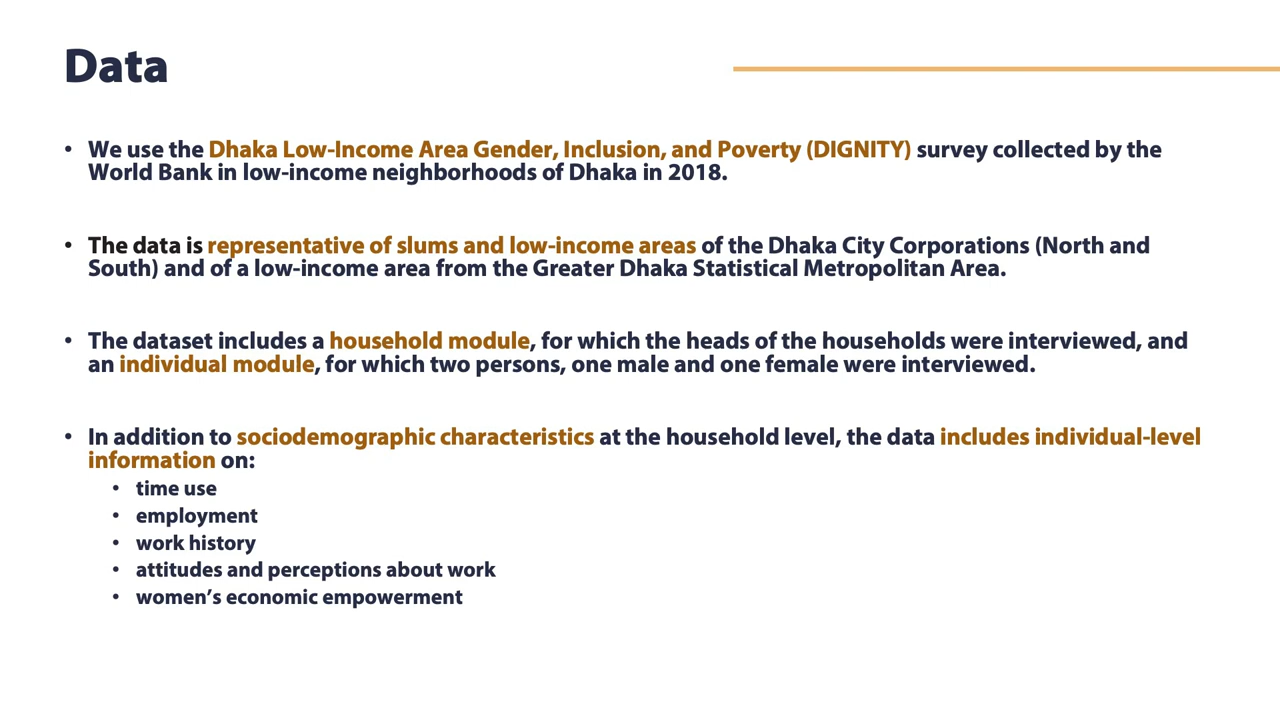 Data
• We use the Dhaka Low-Income Area Gender, Inclusion, and Poverty (DIGNITY) survey collected by the
World Bank in low-income neighborhoods of Dhaka in 2018.
• The data is representative of slums and low-income areas of the Dhaka City Corporations (North and
South) and of a low-income area from the Greater Dhaka Statistical Metropolitan Area.
• The dataset includes a household module, for which the heads of the households were interviewed, and
an individual module, for which two persons, one male and one female were interviewed.
• In addition to sociodemographic characteristics at the household level, the data includes individual-level
information on:
• time use
• employment
• work history
• attitudes and perceptions about work
• women’s economic empowerment